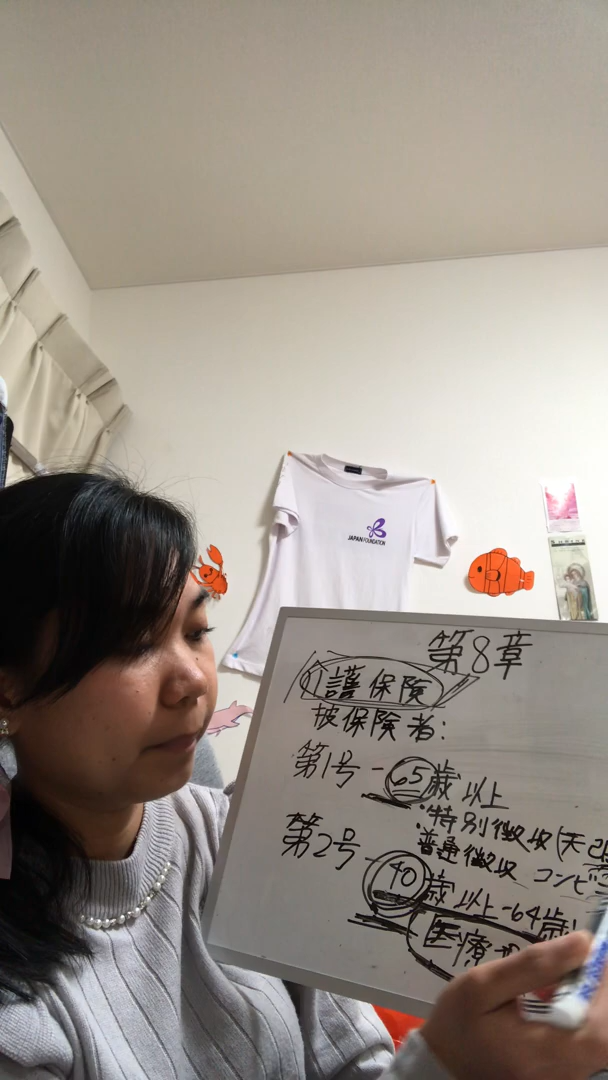 JAPAN FOUNDATION
第8章
介護保険
被保険者:
第1号-65歳以上
・特別徴収(天
普通徴収 コンビ
第2号-40歳以上-64歳
医療